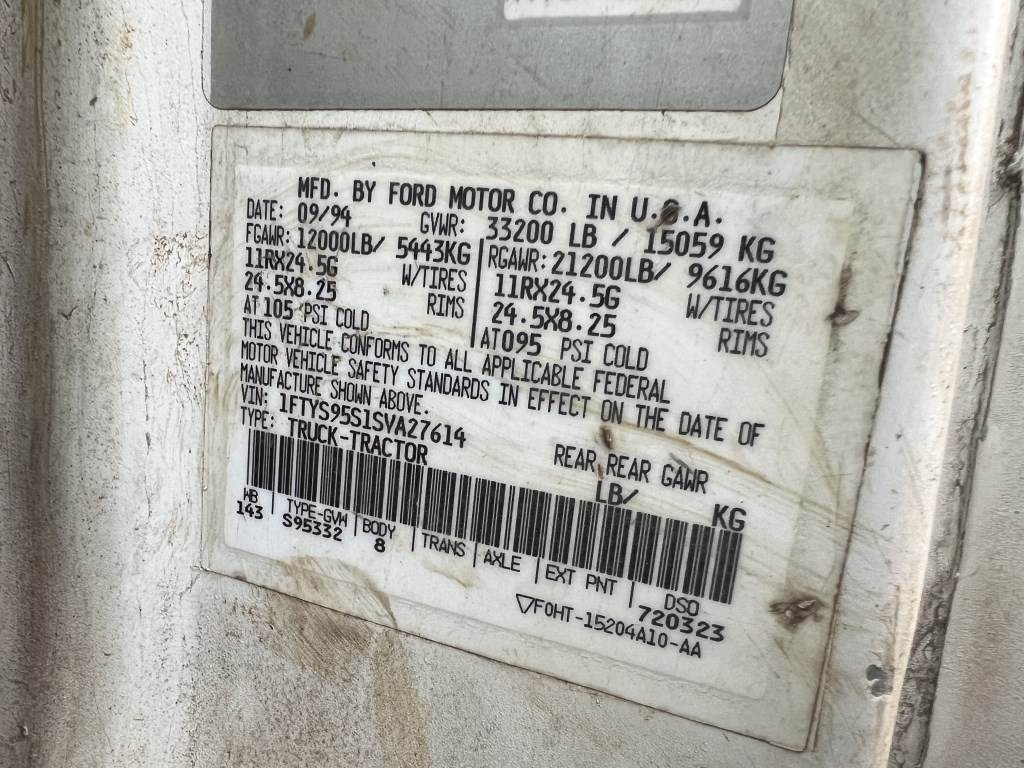 MFD. BY FORD MOTOR CO. IN U.S.A.
DATE: 09/94 GVWR: 33200 LB / 15059 KG
FGAWR: 12000LB/ 5443KG RGAWR: 21200LB/ 9616KG
11RX24.5G W/TIRES 11RX24.5G W/TIRES
24.5X8.25 RIMS 24.5X8.25 RIMS
AT 105 PSI COLD AT 095 PSI COLD
THIS VEHICLE CONFORMS TO ALL APPLICABLE FEDERAL
MOTOR VEHICLE SAFETY STANDARDS IN EFFECT ON THE DATE OF
MANUFACTURE SHOWN ABOVE.
VIN: 1FTYS95S1SVA27614 REAR REAR GAWR
TYPE: TRUCK-TRACTOR LB/ KG
WB TYPE-GVW BODY TRANS AXLE EXT PNT DSO
143 S95332 8 720323
▽F0HT-15204A10-AA